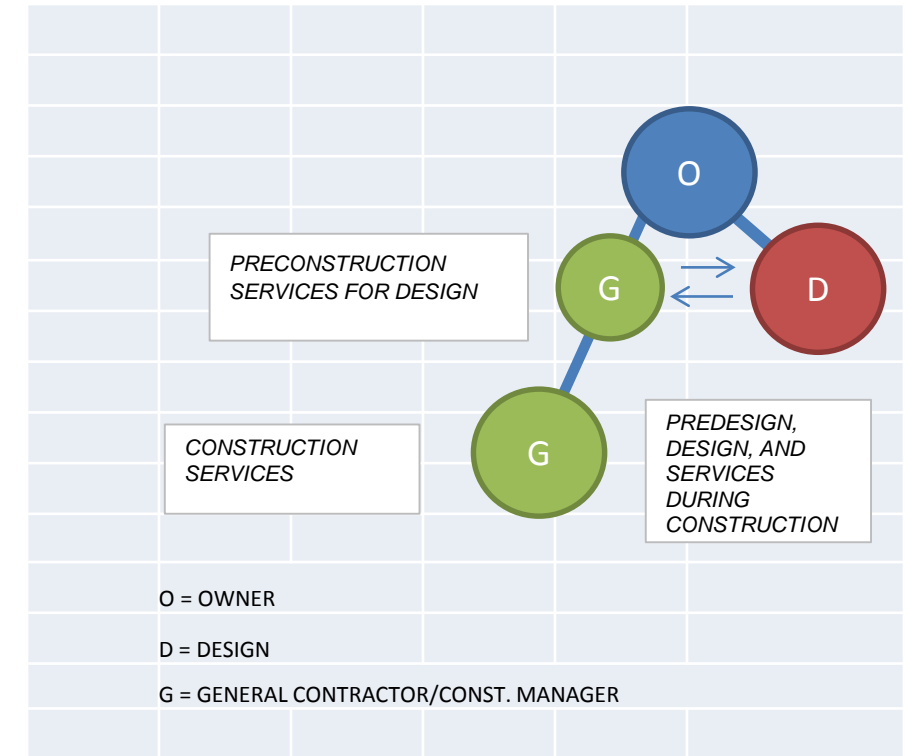 O
PRECONSTRUCTION
SERVICES FOR DESIGN
G
D
CONSTRUCTION
SERVICES
G
PREDESIGN,
DESIGN, AND
SERVICES
DURING
CONSTRUCTION
O = OWNER
D = DESIGN
G = GENERAL CONTRACTOR/CONST. MANAGER